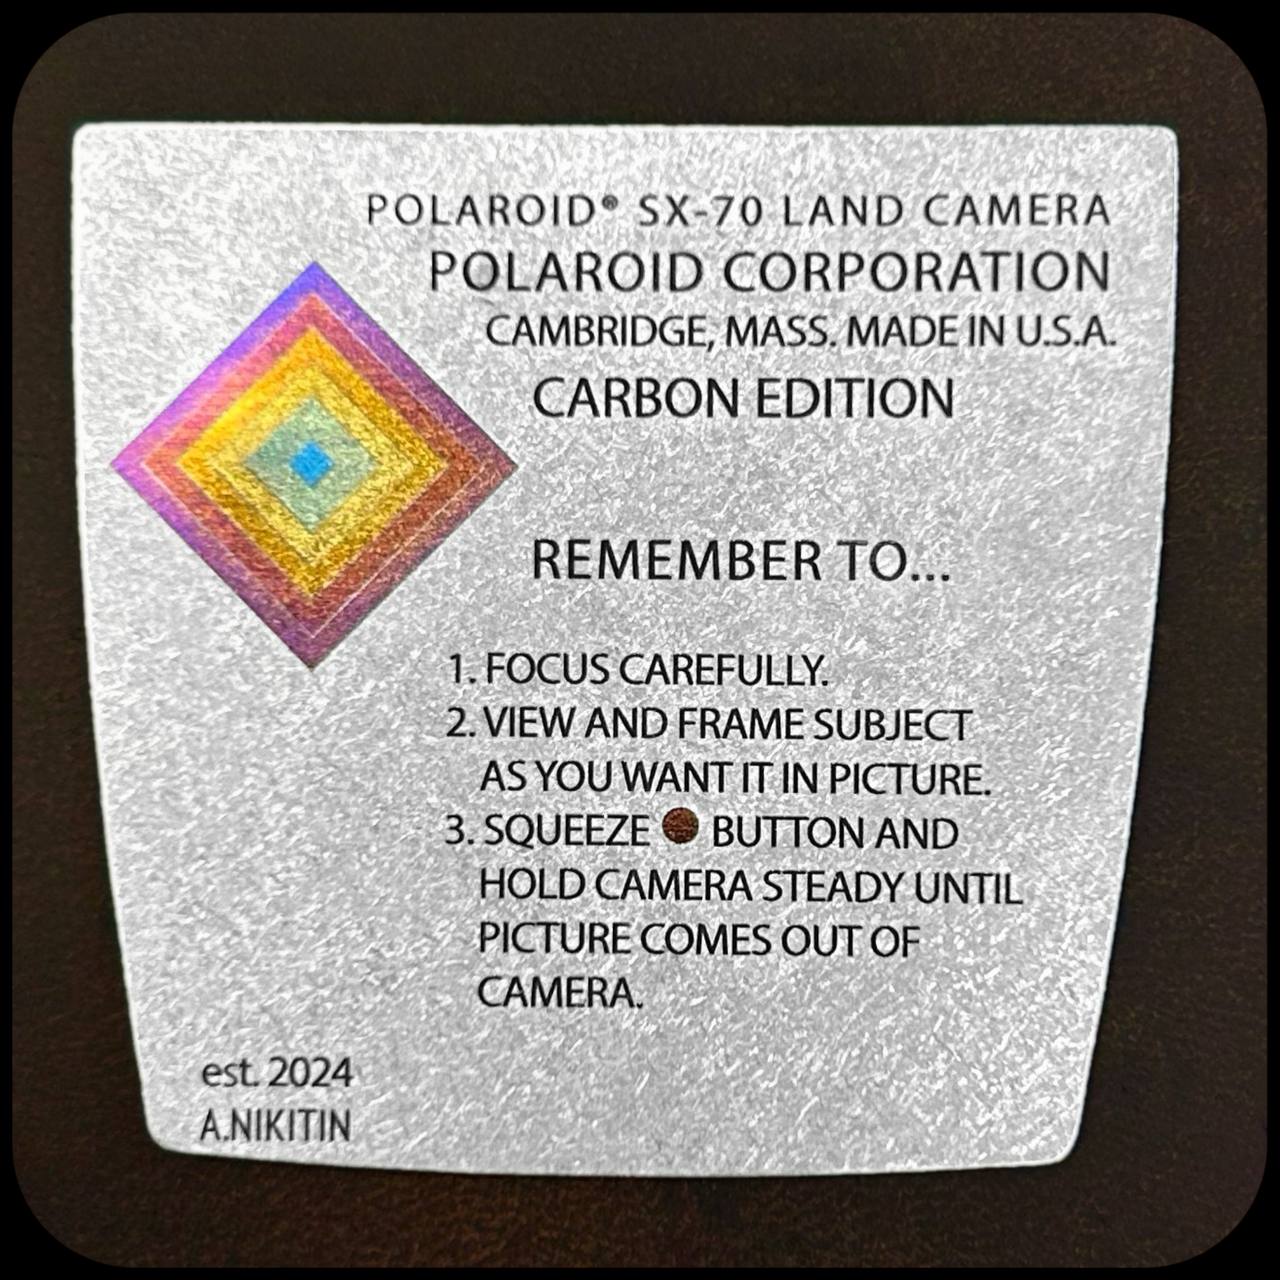 POLAROID® SX-70 LAND CAMERA
POLAROID CORPORATION
CAMBRIDGE, MASS. MADE IN U.S.A.
CARBON EDITION
REMEMBER TO...
1. FOCUS CAREFULLY.
2. VIEW AND FRAME SUBJECT
AS YOU WANT IT IN PICTURE.
3. SQUEEZE BUTTON AND
HOLD CAMERA STEADY UNTIL
PICTURE COMES OUT OF
CAMERA.
est. 2024
A.NIKITIN